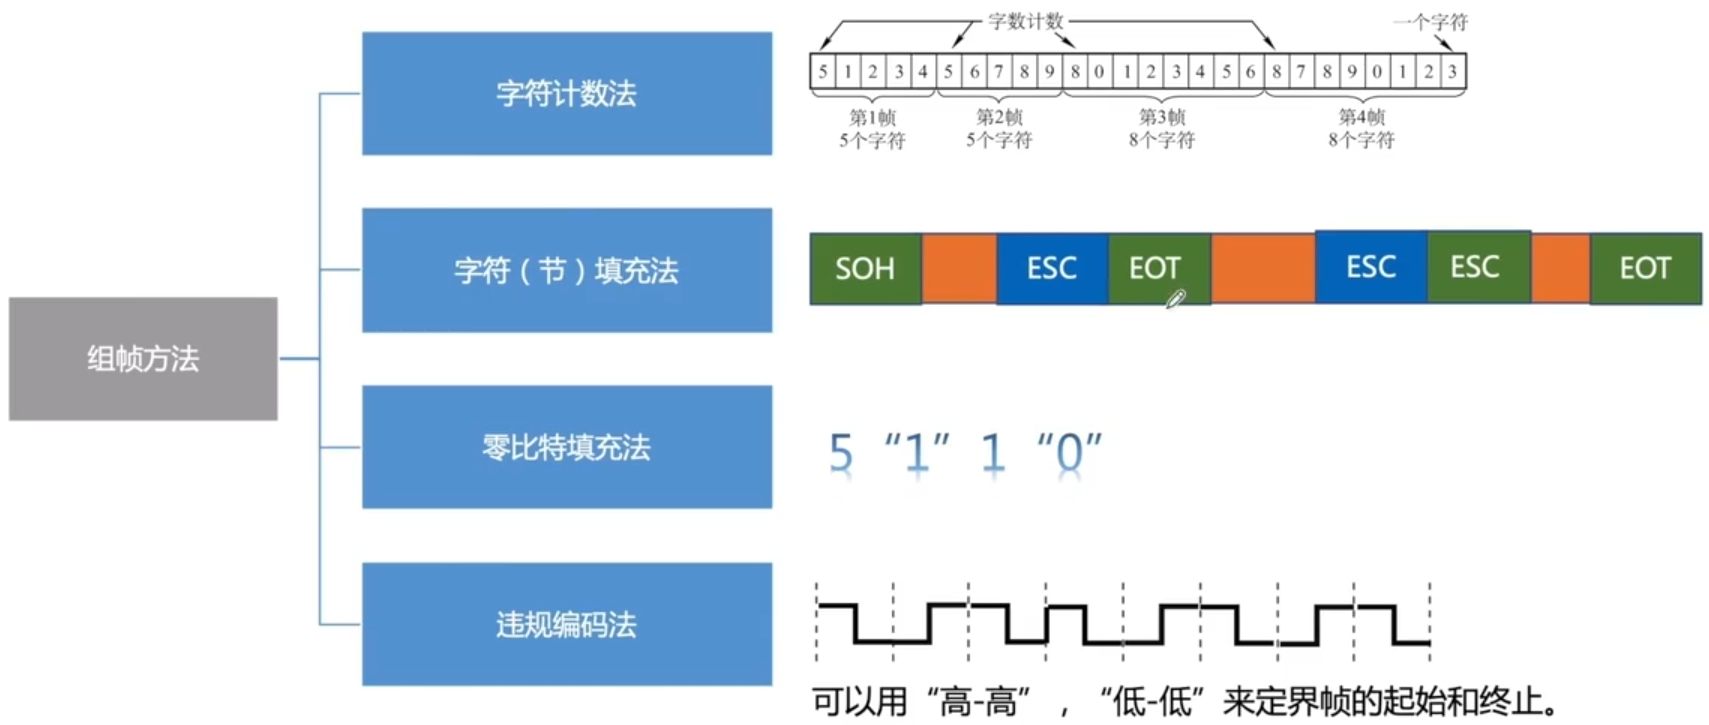 组帧方法
字符计数法
字数计数
一个字符
5 1 2 3 4 5 6 7 8 9 8 0 1 2 3 4 5 6 8 7 8 9 0 1 2 3
第1帧
5个字符
第2帧
5个字符
第3帧
8个字符
第4帧
8个字符
字符（节）填充法
SOH ESC EOT ESC ESC EOT
零比特填充法
5 “1” 1 “0”
违规编码法
可以用“高-高”，“低-低”来定界帧的起始和终止。